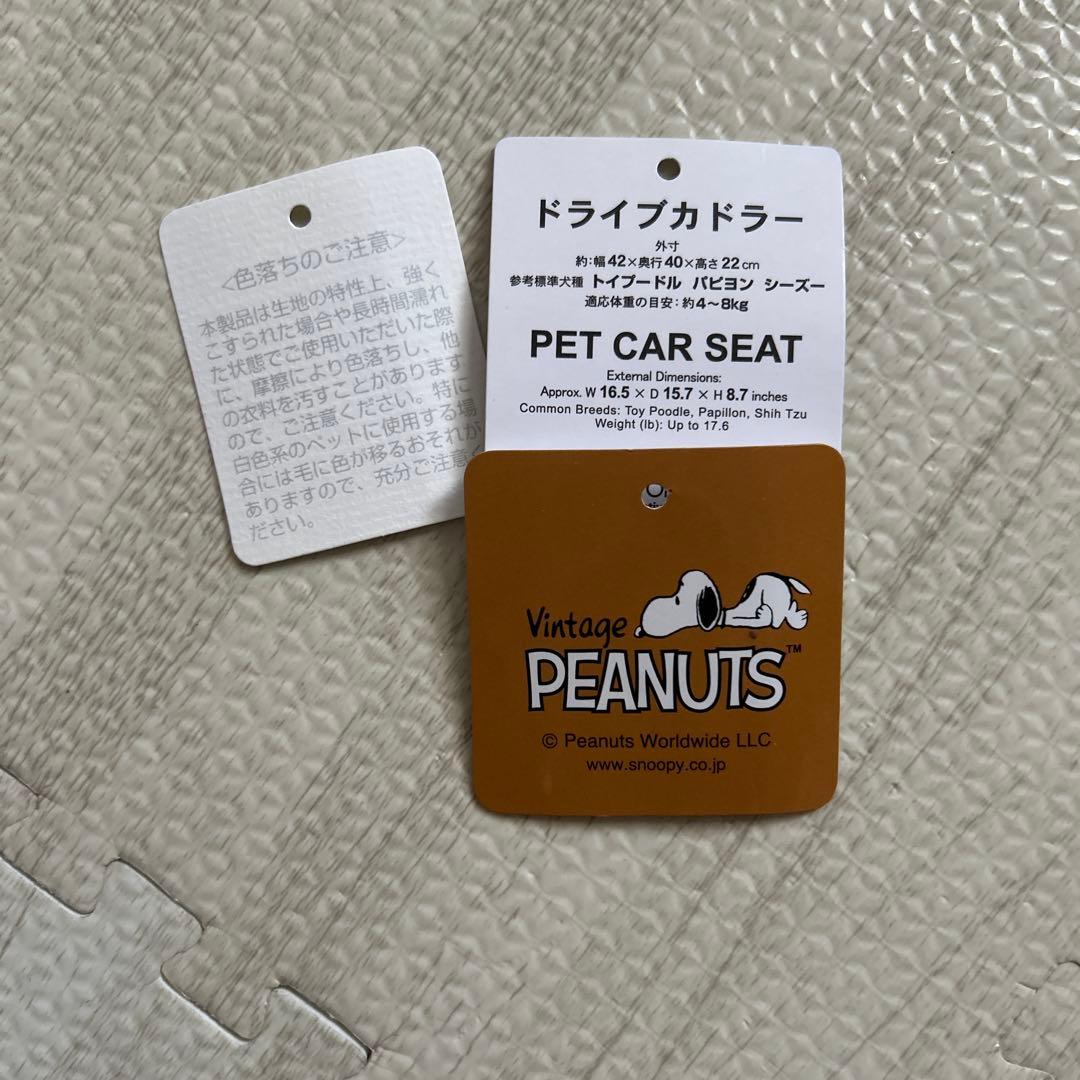 <色落ちのご注意>
本製品は生地の特性上、強く
こすられた場合や長時間濡れ
た状態でご使用いただいた際
に、摩擦により色落ちし、他
の衣料を汚すことがあります
ので、ご注意ください。特に
白色系のペットに使用する場
合には毛に色が移るおそれが
ありますので、充分ご注意く
ださい。
ドライブカドラー
外寸
約:幅42×奥行40×高さ22cm
参考標準犬種 トイプードル パピヨン シーズー
適応体重の目安:約4～8kg
PET CAR SEAT
External Dimensions:
Approx. W 16.5 × D 15.7 × H 8.7 inches
Common Breeds: Toy Poodle, Papillon, Shih Tzu
Weight (lb): Up to 17.6
Vintage
PEANUTS™
© Peanuts Worldwide LLC
www.snoopy.co.jp